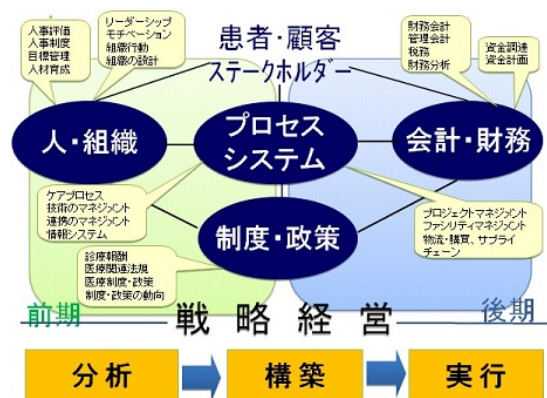 人事評価
人事制度
目標管理
人材育成
リーダーシップ
モチベーション
組織行動
組織の設計
患者・顧客
ステークホルダー
財務会計
管理会計
税務
財務分析
資金調達
資金計画
人・組織
プロセス
システム
会計・財務
ケアプロセス
技術のマネジメント
連携のマネジメント
情報システム
プロジェクトマネジメント
ファシリティマネジメント
物流・購買、サプライ
チェーン
制度・政策
診療報酬
医療関連法規
医療制度・政策
制度・政策の動向
前期
戦略経営
後期
分析
構築
実行